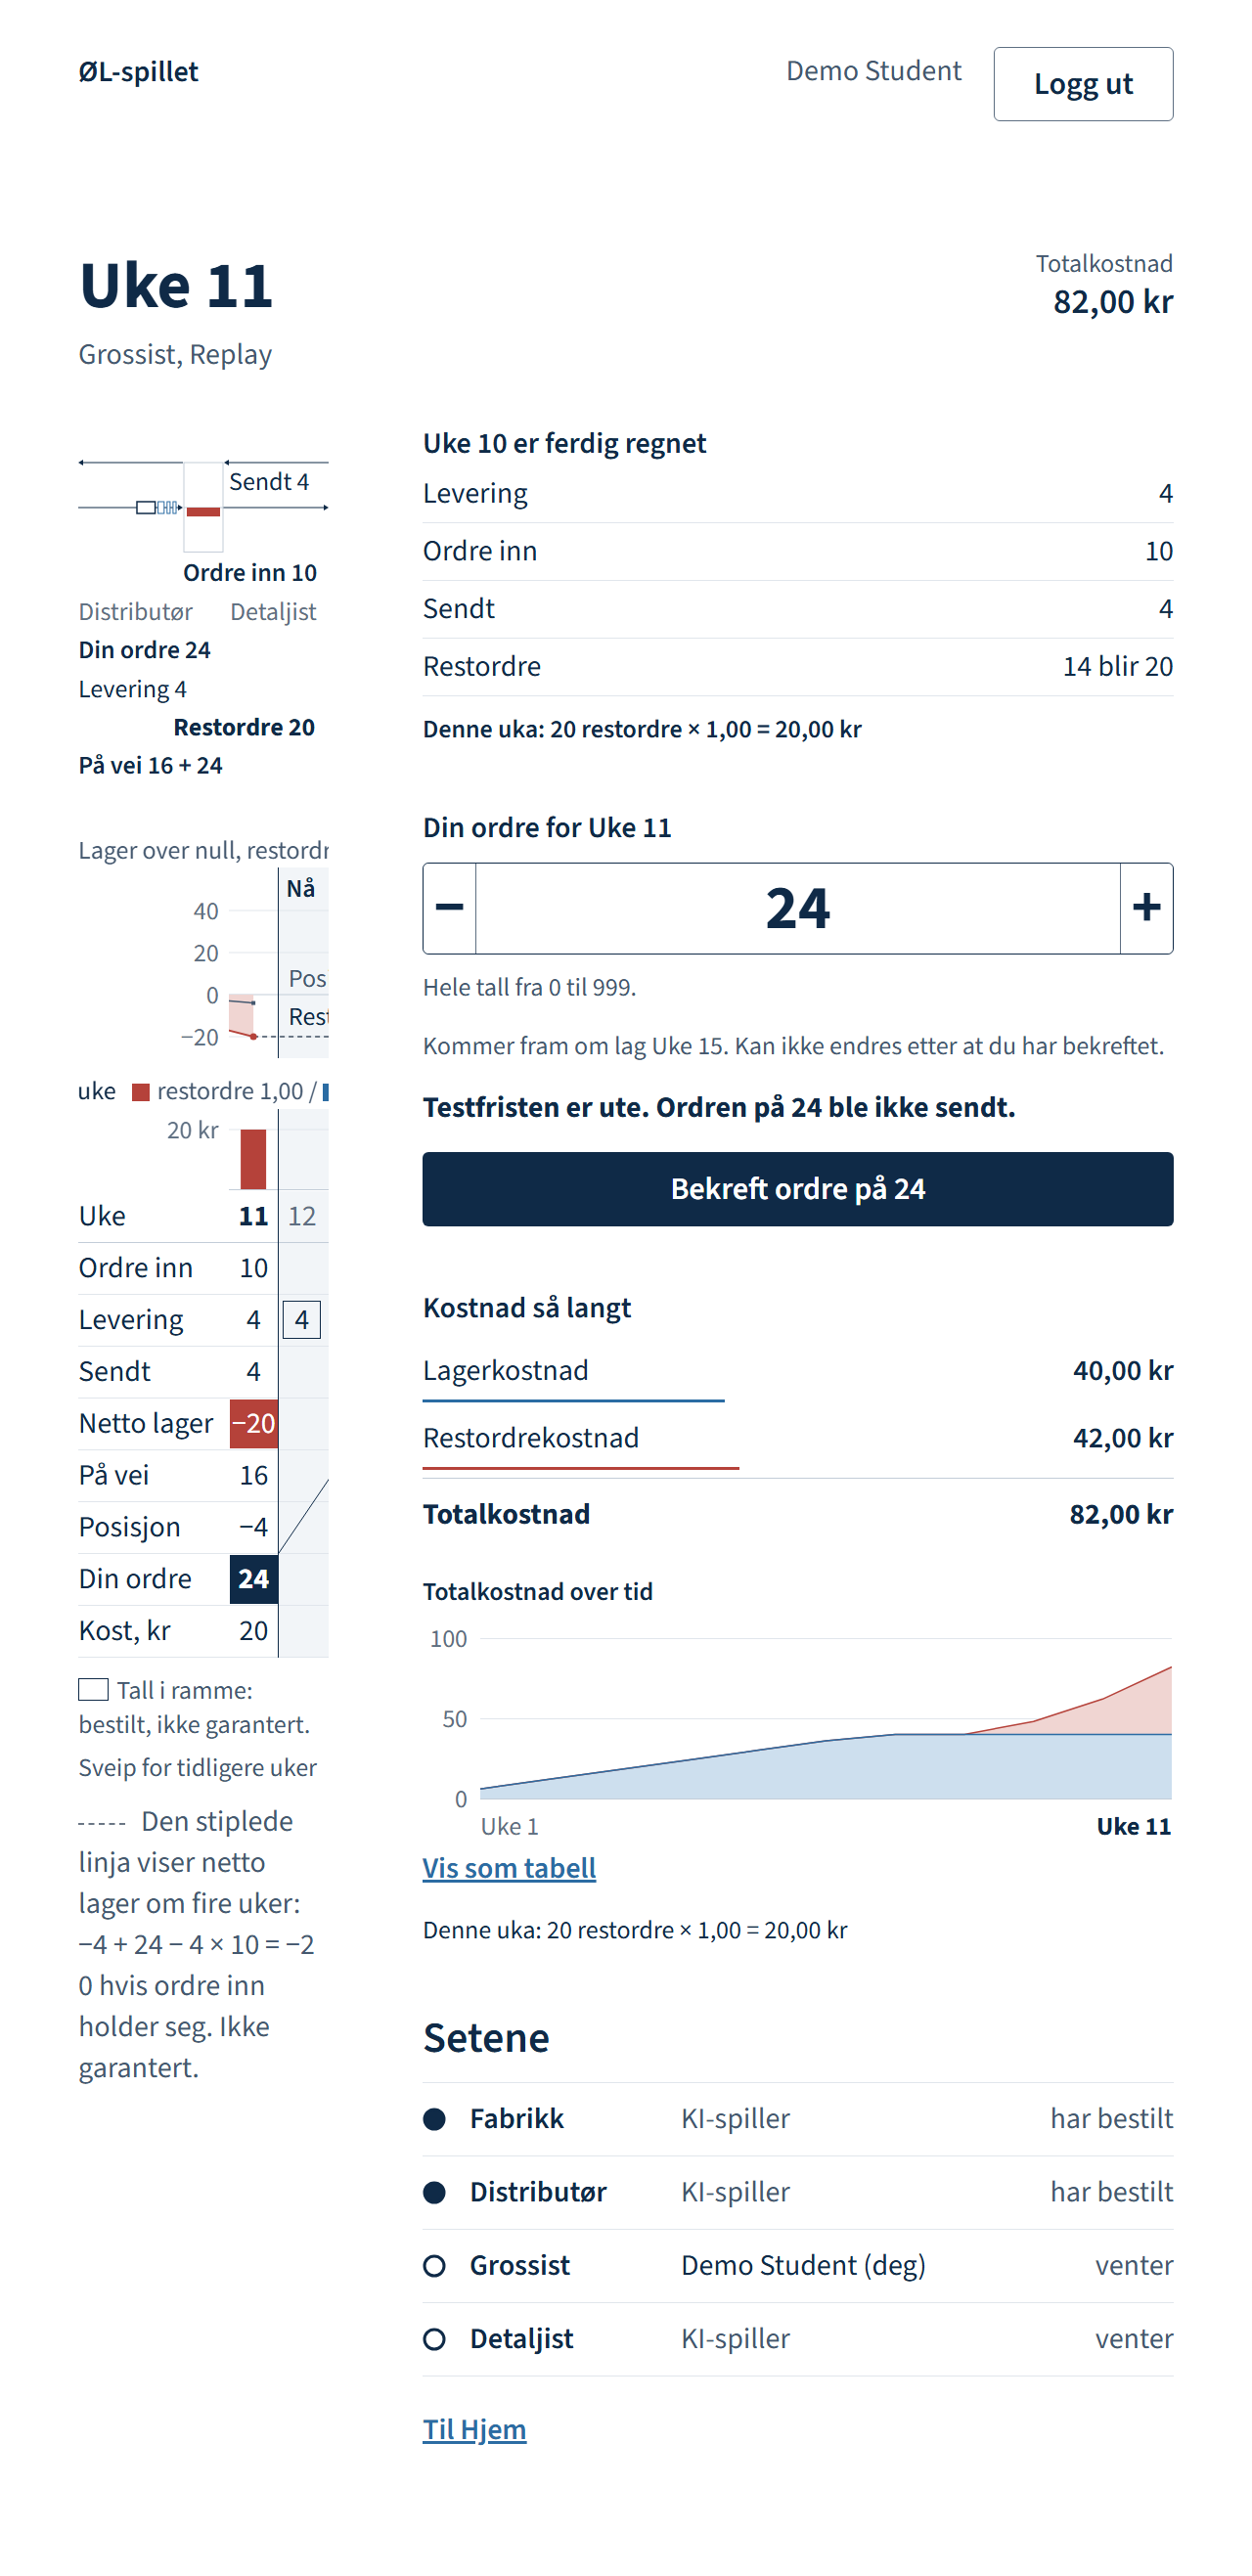 ØL-spillet
Demo Student
Logg ut
Uke 11
Grossist, Replay
Totalkostnad
82,00 kr
Sendt 4
Ordre inn 10
Distributør Detaljist
Din ordre 24
Levering 4
Restordre 20
På vei 16 + 24
Lager over null, restordr
Nå
40
20
0
−20
Pos
Rest
uke restordre 1,00 /
20 kr
Uke 11 12
Ordre inn 10
Levering 4 4
Sendt 4
Netto lager −20
På vei 16
Posisjon −4
Din ordre 24
Kost, kr 20
Tall i ramme:
bestilt, ikke garantert.
Sveip for tidligere uker
Den stiplede
linja viser netto
lager om fire uker:
−4 + 24 − 4 × 10 = −2
0 hvis ordre inn
holder seg. Ikke
garantert.
Uke 10 er ferdig regnet
Levering 4
Ordre inn 10
Sendt 4
Restordre 14 blir 20
Denne uka: 20 restordre × 1,00 = 20,00 kr
Din ordre for Uke 11
− 24 +
Hele tall fra 0 til 999.
Kommer fram om lag Uke 15. Kan ikke endres etter at du har bekreftet.
Testfristen er ute. Ordren på 24 ble ikke sendt.
Bekreft ordre på 24
Kostnad så langt
Lagerkostnad 40,00 kr
Restordrekostnad 42,00 kr
Totalkostnad 82,00 kr
Totalkostnad over tid
100
50
0
Uke 1 Uke 11
Vis som tabell
Denne uka: 20 restordre × 1,00 = 20,00 kr
Setene
Fabrikk KI-spiller har bestilt
Distributør KI-spiller har bestilt
Grossist Demo Student (deg) venter
Detaljist KI-spiller venter
Til Hjem